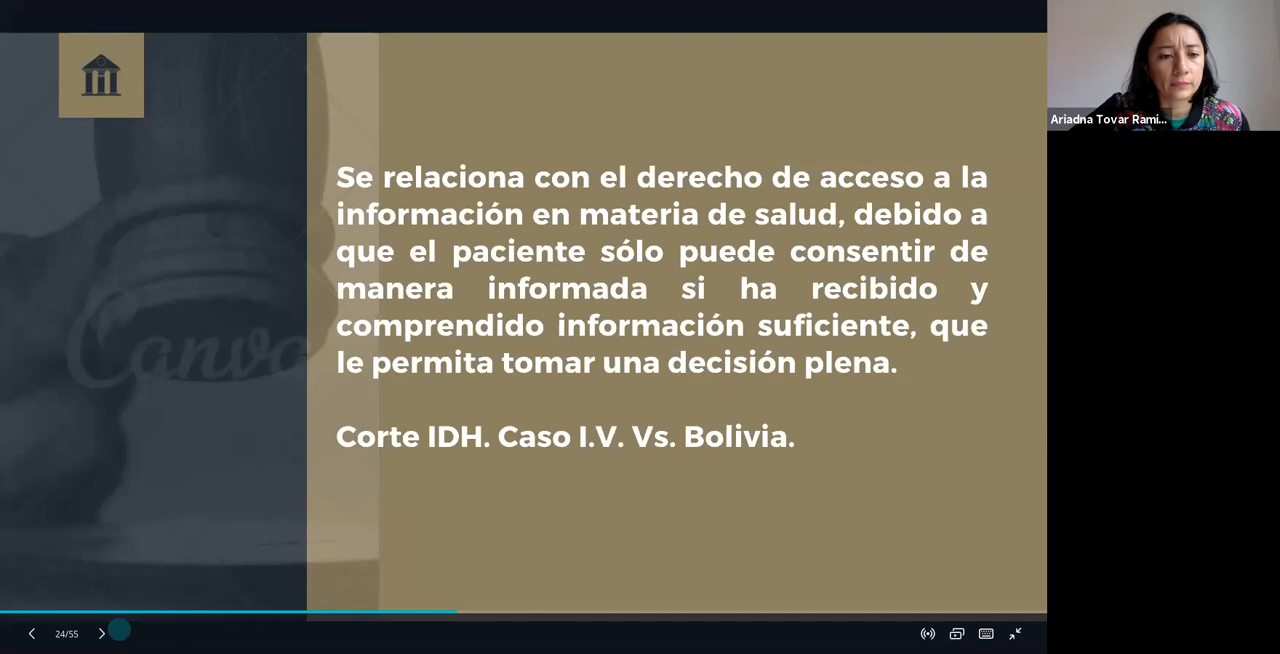 Se relaciona con el derecho de acceso a la
información en materia de salud, debido a
que el paciente sólo puede consentir de
manera informada si ha recibido y
comprendido información suficiente, que
le permita tomar una decisión plena.
Corte IDH. Caso I.V. Vs. Bolivia.
Canva
Ariadna Tovar Rami...
24/55